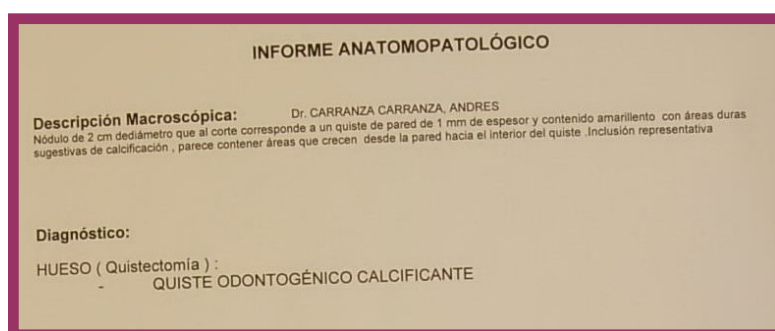 INFORME ANATOMOPATOLÓGICO
Descripción Macroscópica: Dr. CARRANZA CARRANZA, ANDRES
Nódulo de 2 cm dediámetro que al corte corresponde a un quiste de pared de 1 mm de espesor y contenido amarillento con áreas duras
sugestivas de calcificación , parece contener áreas que crecen desde la pared hacia el interior del quiste .Inclusión representativa
Diagnóstico:
HUESO ( Quistectomía ) :
- QUISTE ODONTOGÉNICO CALCIFICANTE